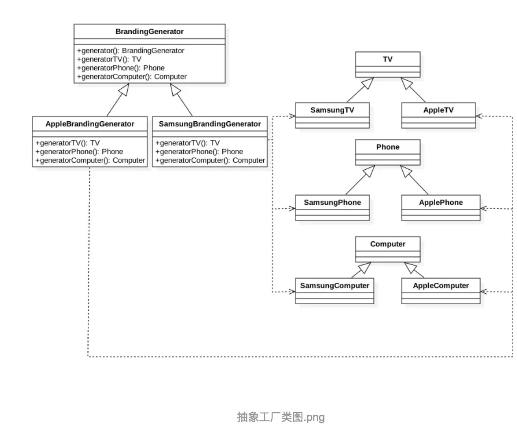 BrandingGenerator
+generator(): BrandingGenerator
+generatorTV(): TV
+generatorPhone(): Phone
+generatorComputer(): Computer
AppleBrandingGenerator
+generatorTV(): TV
+generatorPhone(): Phone
+generatorComputer(): Computer
SamsungBrandingGenerator
+generatorTV(): TV
+generatorPhone(): Phone
+generatorComputer(): Computer
TV
SamsungTV
AppleTV
Phone
SamsungPhone
ApplePhone
Computer
SamsungComputer
AppleComputer
抽象工厂类图.png